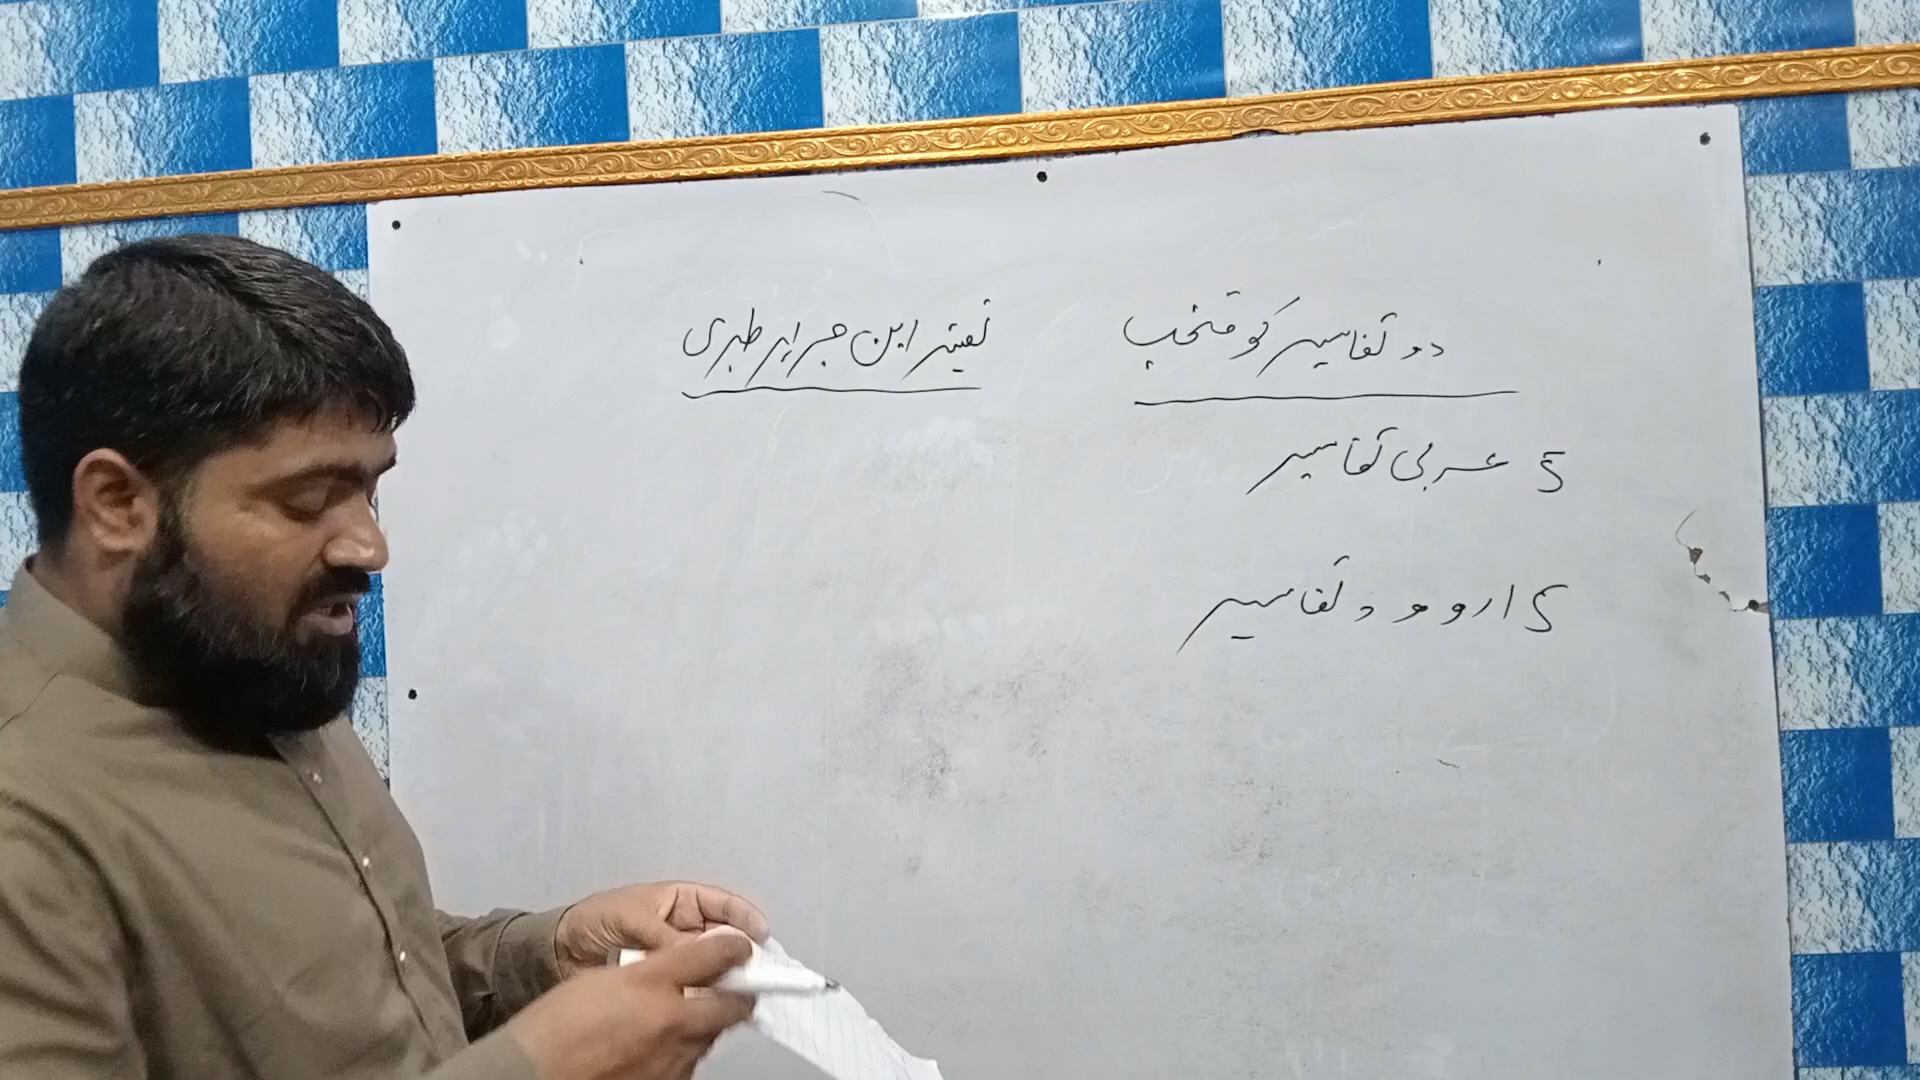 دو تفاسیر کو منتخب
تفسیر ابن جریر طبری
5 عربی تفاسیر
5 اردو تفاسیر